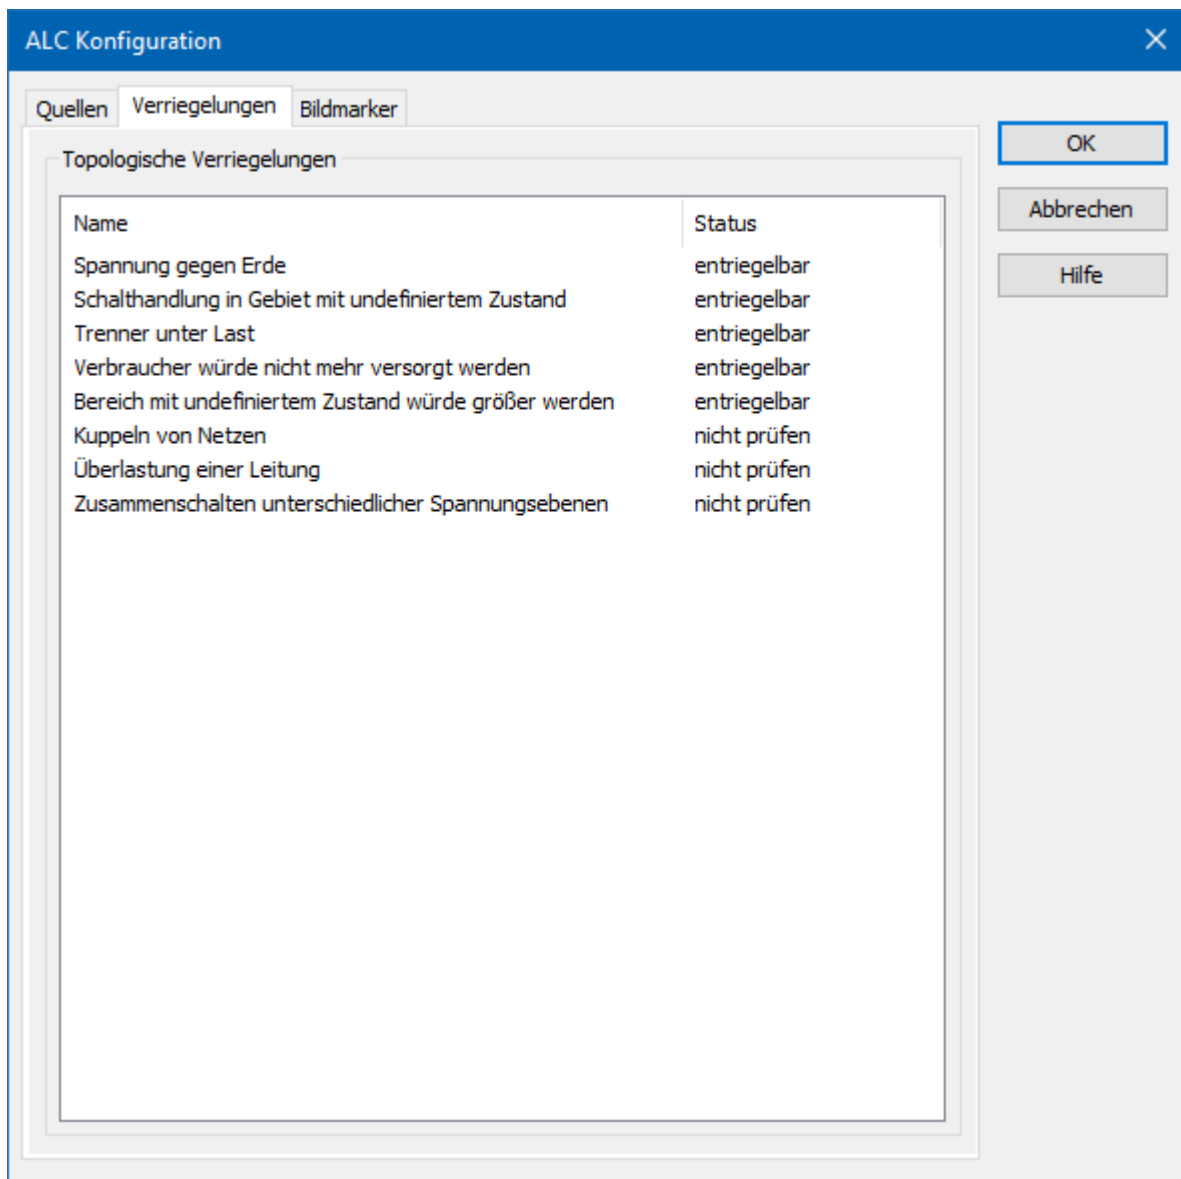 ALC Konfiguration
Quellen Verriegelungen Bildmarker
OK
Topologische Verriegelungen
Abbrechen
Name Status
Spannung gegen Erde entriegelbar
Hilfe
Schalthandlung in Gebiet mit undefiniertem Zustand entriegelbar
Trenner unter Last entriegelbar
Verbraucher würde nicht mehr versorgt werden entriegelbar
Bereich mit undefiniertem Zustand würde größer werden entriegelbar
Kuppeln von Netzen nicht prüfen
Überlastung einer Leitung nicht prüfen
Zusammenschalten unterschiedlicher Spannungsebenen nicht prüfen